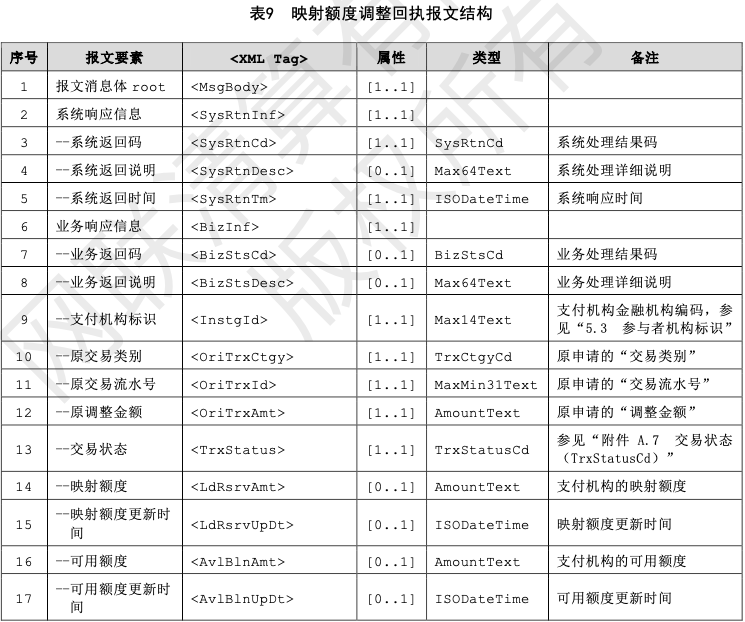 表9 映射额度调整回执报文结构
序号 报文要素 <XML Tag> 属性 类型 备注
1 报文消息体 root <MsgBody> [1..1]
2 系统响应信息 <SysRtnInf> [1..1]
3 --系统返回码 <SysRtnCd> [1..1] SysRtnCd 系统处理结果码
4 --系统返回说明 <SysRtnDesc> [0..1] Max64Text 系统处理详细说明
5 --系统返回时间 <SysRtnTm> [1..1] ISODateTime 系统响应时间
6 业务响应信息 <BizInf> [1..1]
7 --业务返回码 <BizStsCd> [0..1] BizStsCd 业务处理结果码
8 --业务返回说明 <BizStsDesc> [0..1] Max64Text 业务处理详细说明
9 --支付机构标识 <InstgId> [1..1] Max14Text 支付机构金融机构编码，参
见“5.3 参与者机构标识”
10 --原交易类别 <OriTrxCtgy> [1..1] TrxCtgyCd 原申请的“交易类别”
11 --原交易流水号 <OriTrxId> [1..1] MaxMin31Text 原申请的“交易流水号”
12 --原调整金额 <OriTrxAmt> [1..1] AmountText 原申请的“调整金额”
13 --交易状态 <TrxStatus> [1..1] TrxStatusCd 参见“附件 A.7 交易状态
（TrxStatusCd）”
14 --映射额度 <LdRsrvAmt> [0..1] AmountText 支付机构的映射额度
15 --映射额度更新时
间 <LdRsrvUpDt> [0..1] ISODateTime 映射额度更新时间
16 --可用额度 <AvlBlnAmt> [0..1] AmountText 支付机构的可用额度
17 --可用额度更新时
间 <AvlBlnUpDt> [0..1] ISODateTime 可用额度更新时间
网联清算有
版权所有